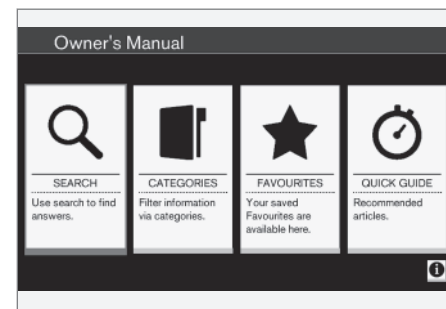 Owner's Manual
SEARCH
Use search to find
answers.
CATEGORIES
Filter information
via categories.
FAVOURITES
Your saved
Favourites are
available here.
QUICK GUIDE
Recommended
articles.